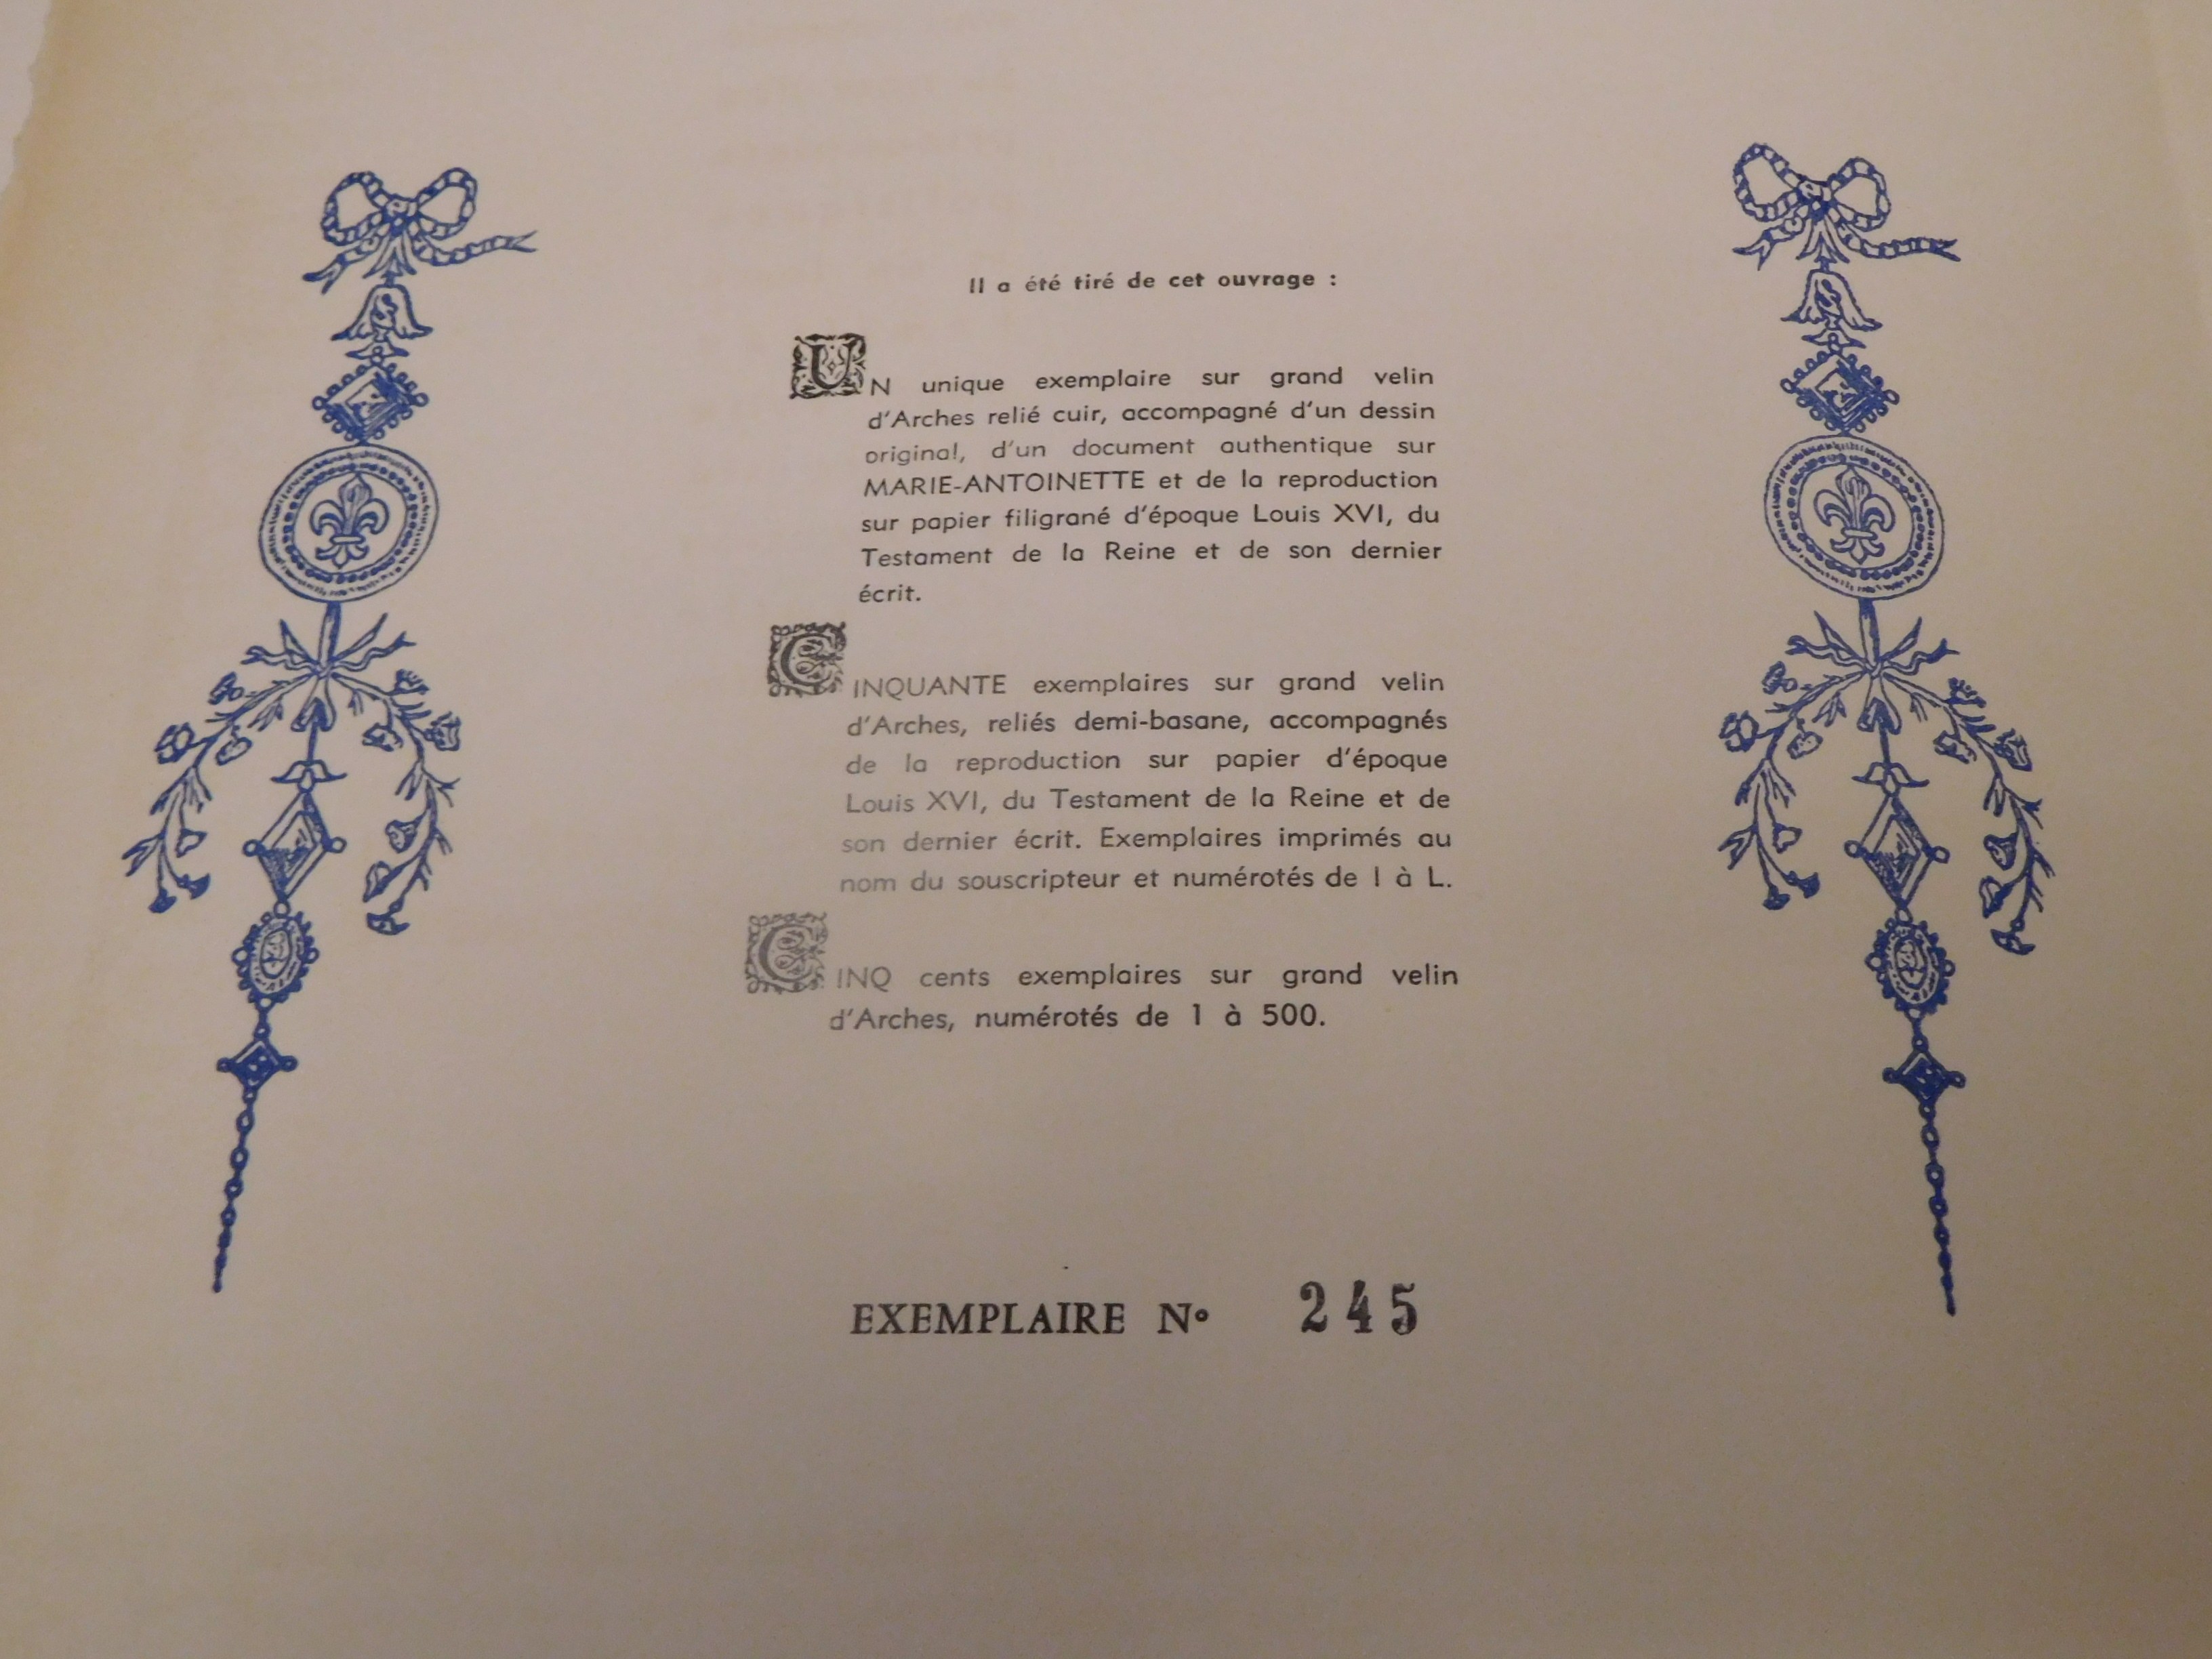 Il a été tiré de cet ouvrage :
UN unique exemplaire sur grand velin
d'Arches relié cuir, accompagné d'un dessin
original, d'un document authentique sur
MARIE-ANTOINETTE et de la reproduction
sur papier filigrané d'époque Louis XVI, du
Testament de la Reine et de son dernier
écrit.
CINQUANTE exemplaires sur grand velin
d'Arches, reliés demi-basane, accompagnés
de la reproduction sur papier d'époque
Louis XVI, du Testament de la Reine et de
son dernier écrit. Exemplaires imprimés au
nom du souscripteur et numérotés de I à L.
CINQ cents exemplaires sur grand velin
d'Arches, numérotés de 1 à 500.
EXEMPLAIRE N° 245